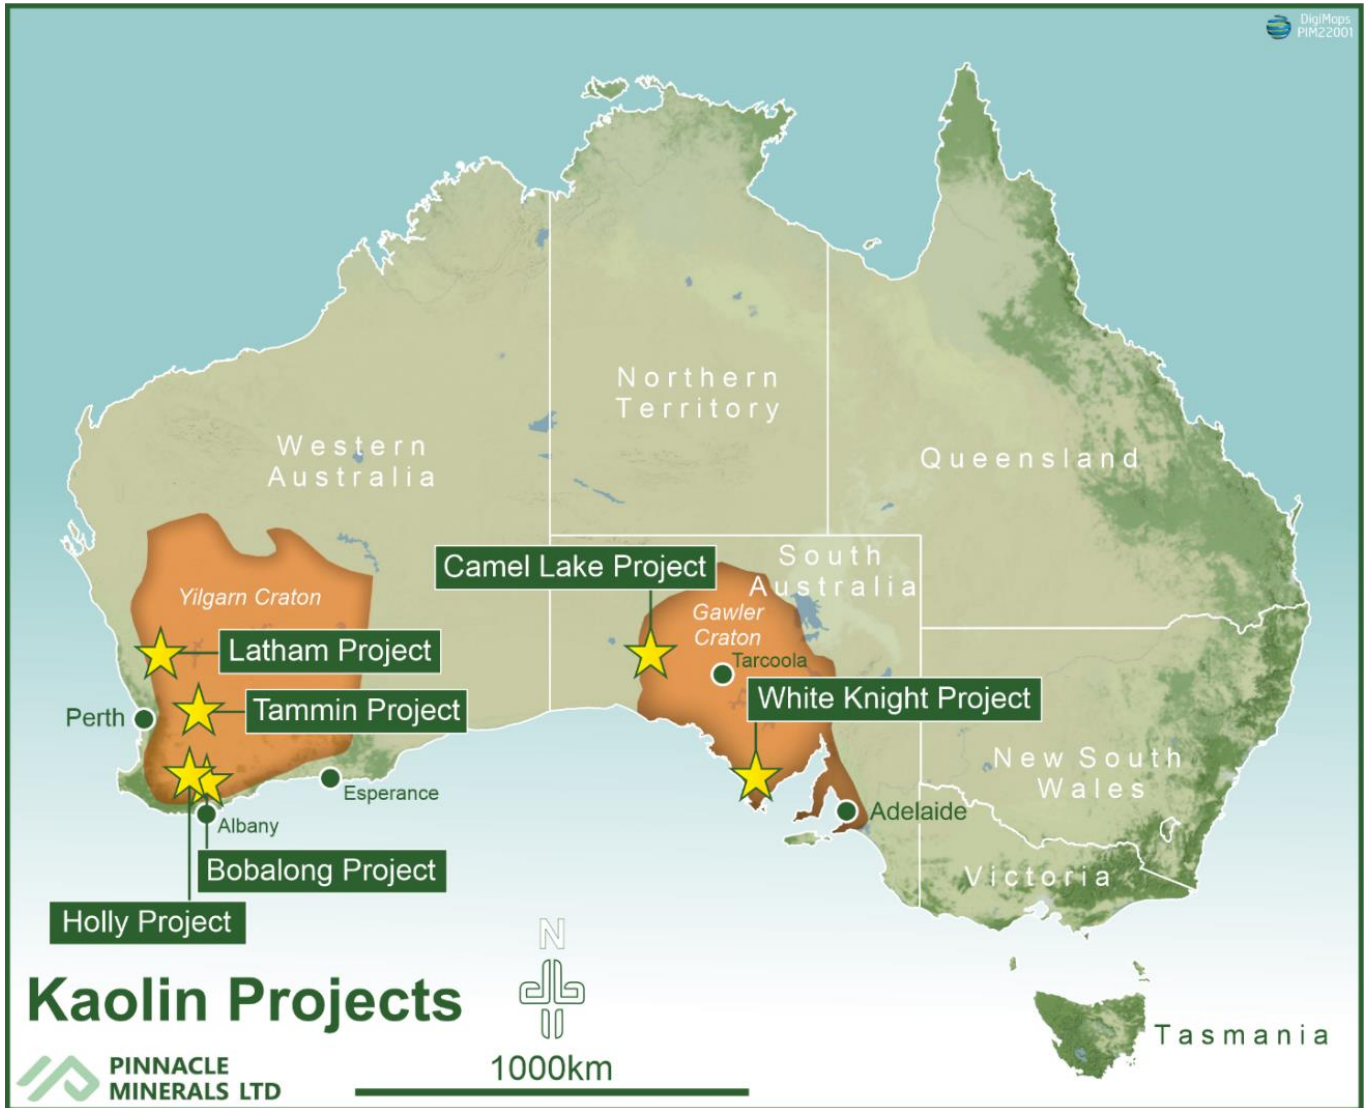 DigiMaps
PIM22001
Northern
Territory
Western
Australia
Queensland
South
Australia
Camel Lake Project
Yilgarn Craton
Gawler
Craton
Latham Project
Tarcoola
White Knight Project
Tammin Project
Perth
New South
Wales
Esperance
Adelaide
Albany
Bobalong Project
Victoria
Holly Project
N
Kaolin Projects
Tasmania
1000km
PINNACLE
MINERALS LTD